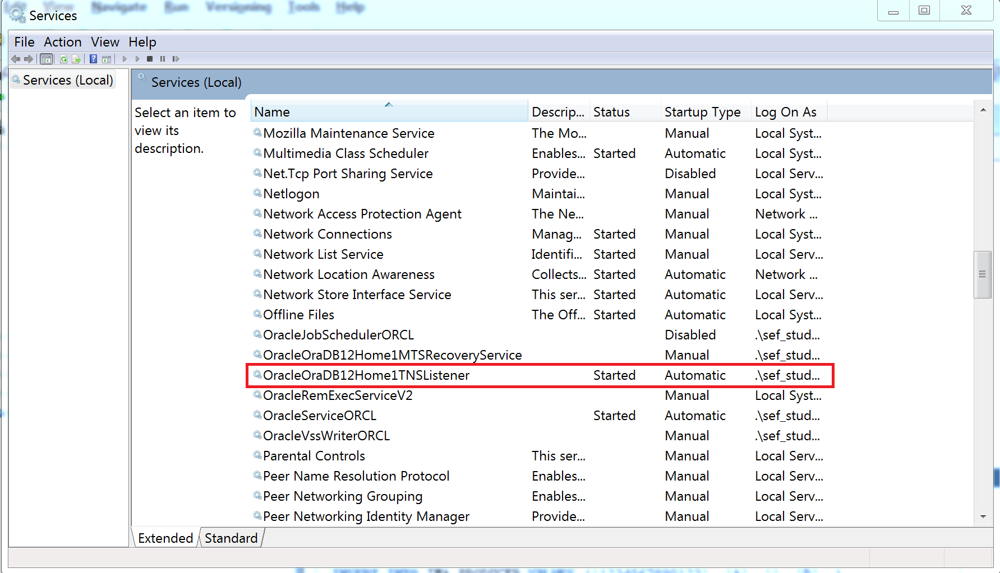 Edit View Navigate Run Versioning Tools Help
Services
File Action View Help
Services (Local)
Services (Local)
Select an item to
view its
description.
Name Descrip... Status Startup Type Log On As
Mozilla Maintenance Service The Mo... Manual Local Syst...
Multimedia Class Scheduler Enables... Started Automatic Local Syst...
Net.Tcp Port Sharing Service Provide... Disabled Local Serv...
Netlogon Maintai... Manual Local Syst...
Network Access Protection Agent The Ne... Manual Network ...
Network Connections Manag... Started Manual Local Syst...
Network List Service Identifi... Started Manual Local Serv...
Network Location Awareness Collects... Started Automatic Network ...
Network Store Interface Service This ser... Started Automatic Local Serv...
Offline Files The Off... Started Automatic Local Syst...
OracleJobSchedulerORCL Disabled .\sef_stud...
OracleOraDB12Home1MTSRecoveryService Manual .\sef_stud...
OracleOraDB12Home1TNSListener Started Automatic .\sef_stud...
OracleRemExecServiceV2 Manual Local Syst...
OracleServiceORCL Started Automatic .\sef_stud...
OracleVssWriterORCL Manual .\sef_stud...
Parental Controls This ser... Manual Local Serv...
Peer Name Resolution Protocol Enables... Manual Local Serv...
Peer Networking Grouping Enables... Manual Local Serv...
Peer Networking Identity Manager Provide... Manual Local Serv...
Extended Standard